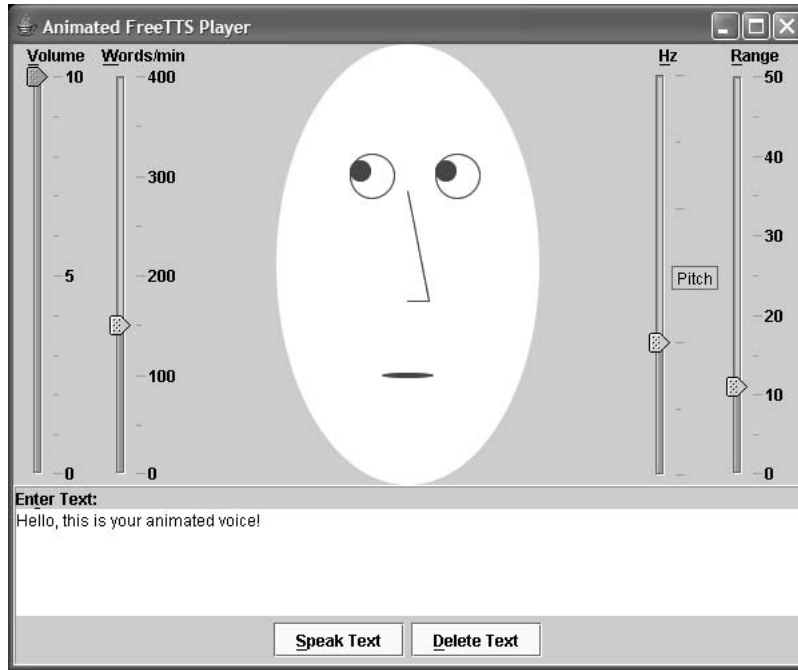 Animated FreeTTS Player
Volume Words/min Hz Range
10 400 50
300 40
30
5 200 Pitch
20
100 10
0 0 0
Enter Text:
Hello, this is your animated voice!
Speak Text Delete Text